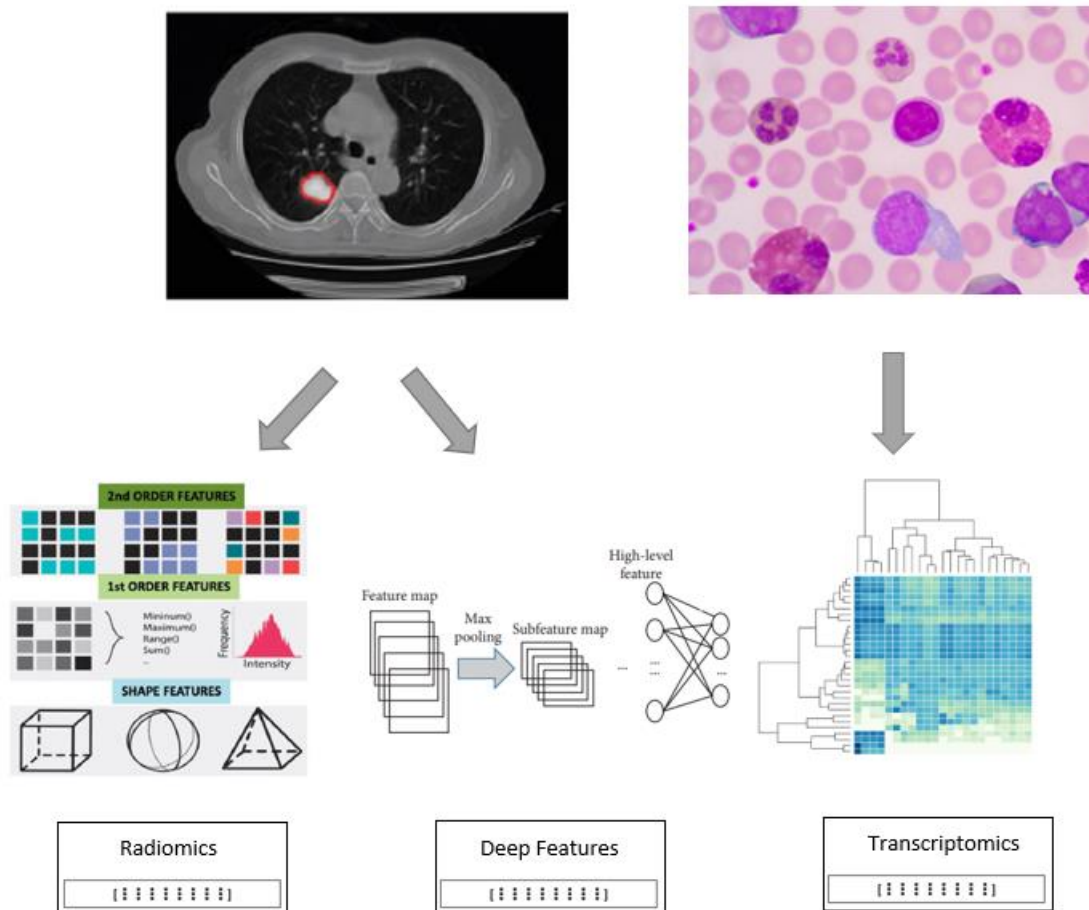 2nd ORDER FEATURES
1st ORDER FEATURES
Mininum()
Maximum()
Range()
Sum()
...
Frequency
Intensity
SHAPE FEATURES
High-level
feature
Feature map
Max
pooling
Subfeature map
...
...
...
...
Radiomics
Deep Features
Transcriptomics